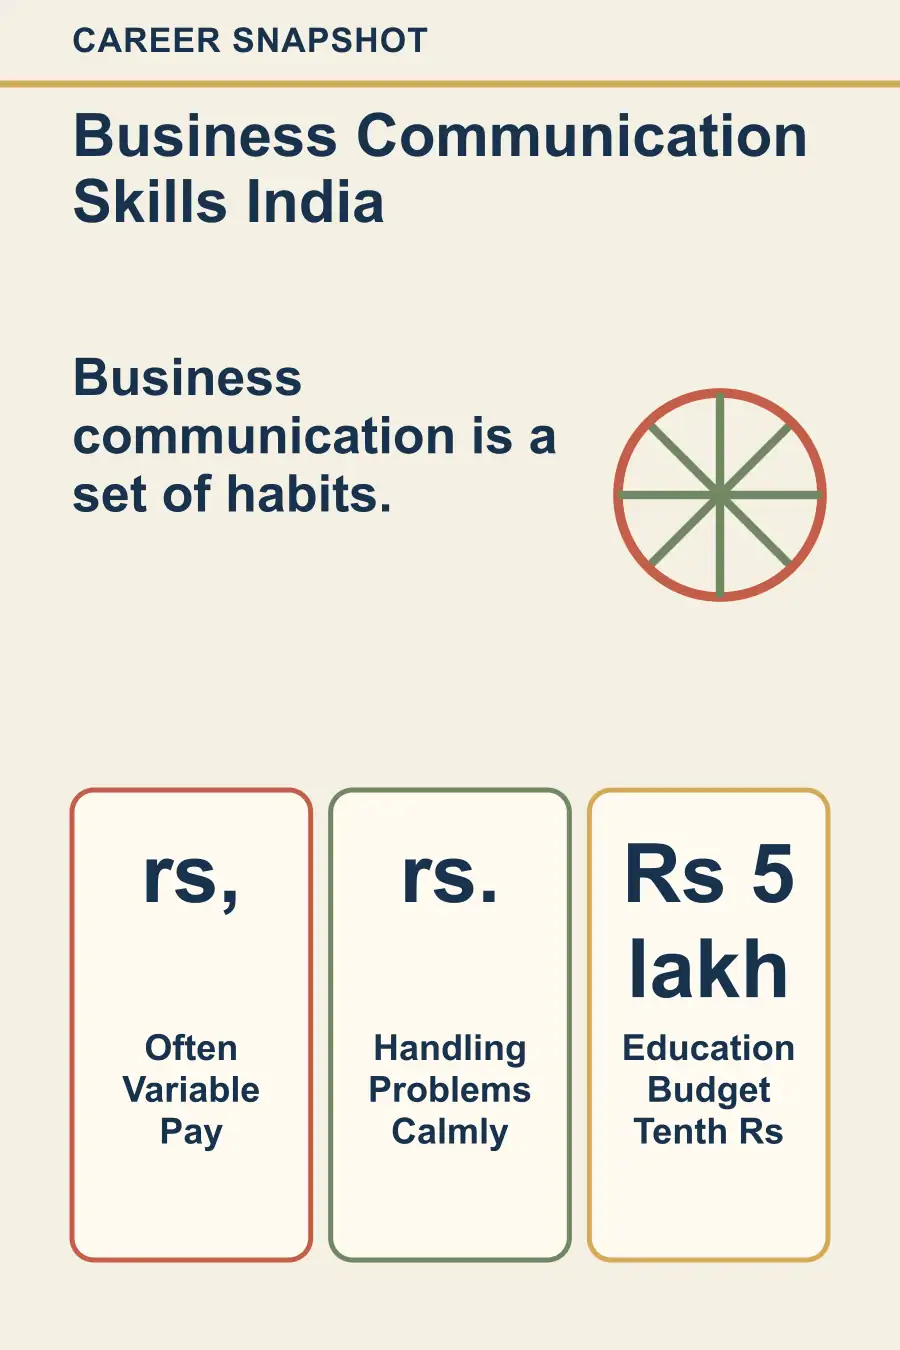 CAREER SNAPSHOT
Business Communication
Skills India
Business
communication is a
set of habits.
rs,
Often
Variable
Pay
rs.
Handling
Problems
Calmly
Rs 5
lakh
Education
Budget
Tenth Rs